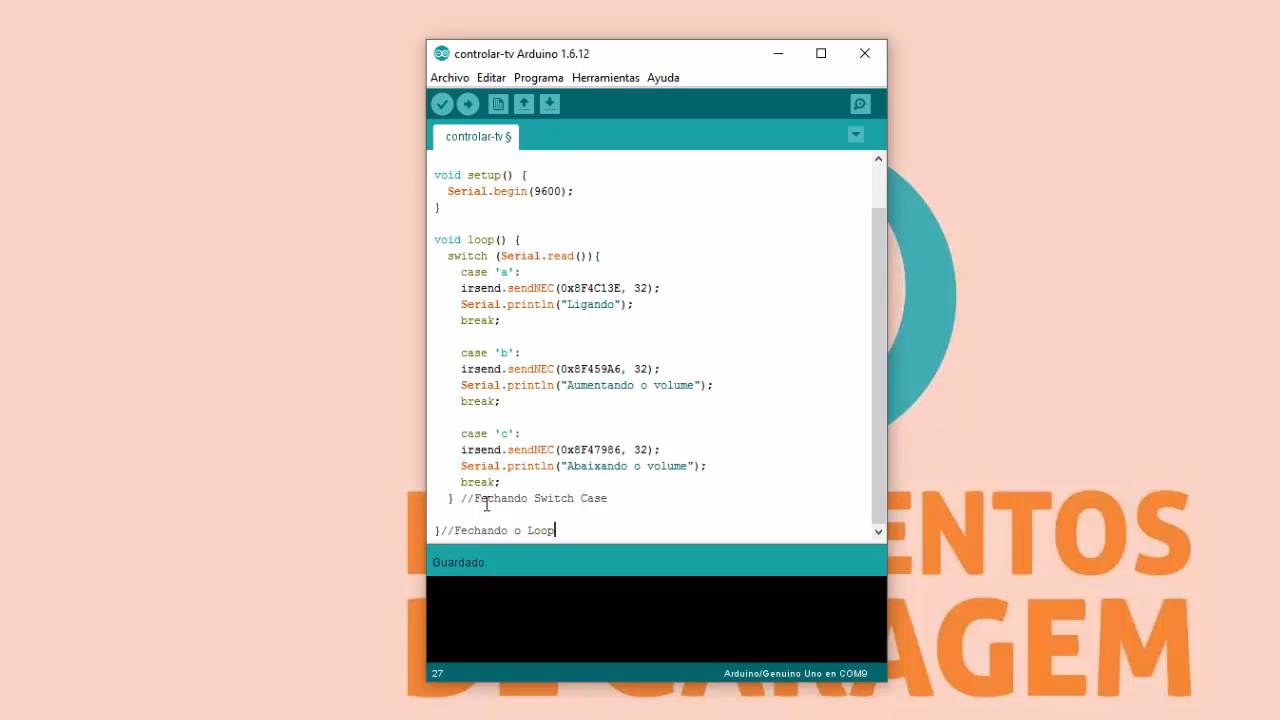 controlar-tv Arduino 1.6.12
Archivo Editar Programa Herramientas Ayuda
controlar-tv §
void setup() {
Serial.begin(9600);
}
void loop() {
switch (Serial.read()){
case 'a':
irsend.sendNEC(0x8F4C13E, 32);
Serial.println("Ligando");
break;
case 'b':
irsend.sendNEC(0x8F459A6, 32);
Serial.println("Aumentando o volume");
break;
case 'c':
irsend.sendNEC(0x8F47986, 32);
Serial.println("Abaixando o volume");
break;
} //Fechando Switch Case
}//Fechando o Loop
Guardado.
27
Arduino/Genuino Uno en COM9
ENTOS
AGEM